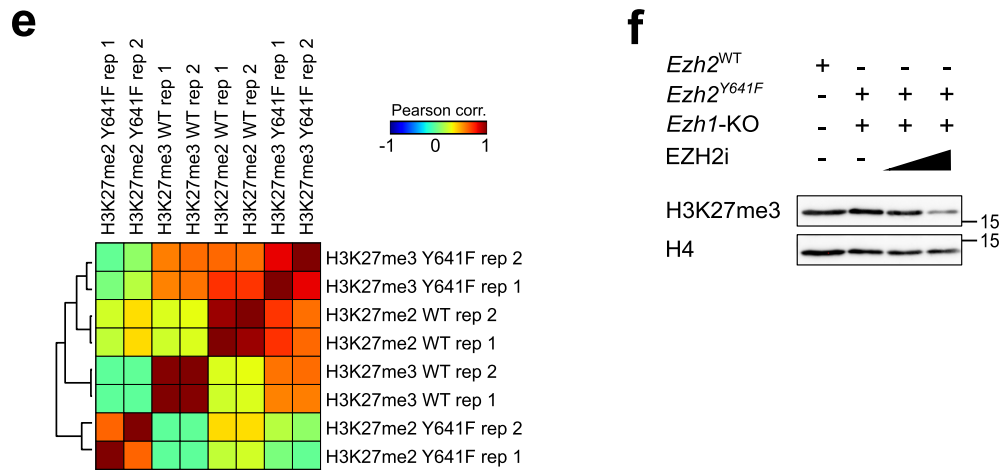 e
H3K27me2 Y641F rep 1
H3K27me2 Y641F rep 2
H3K27me3 WT rep 1
H3K27me3 WT rep 2
H3K27me2 WT rep 1
H3K27me2 WT rep 2
H3K27me3 Y641F rep 1
H3K27me3 Y641F rep 2
Pearson corr.
-1 0 1
H3K27me3 Y641F rep 2
H3K27me3 Y641F rep 1
H3K27me2 WT rep 2
H3K27me2 WT rep 1
H3K27me3 WT rep 2
H3K27me3 WT rep 1
H3K27me2 Y641F rep 2
H3K27me2 Y641F rep 1
f
Ezh2WT + - - -
Ezh2Y641F - + + +
Ezh1-KO - + + +
EZH2i - -
H3K27me3 15
H4 15